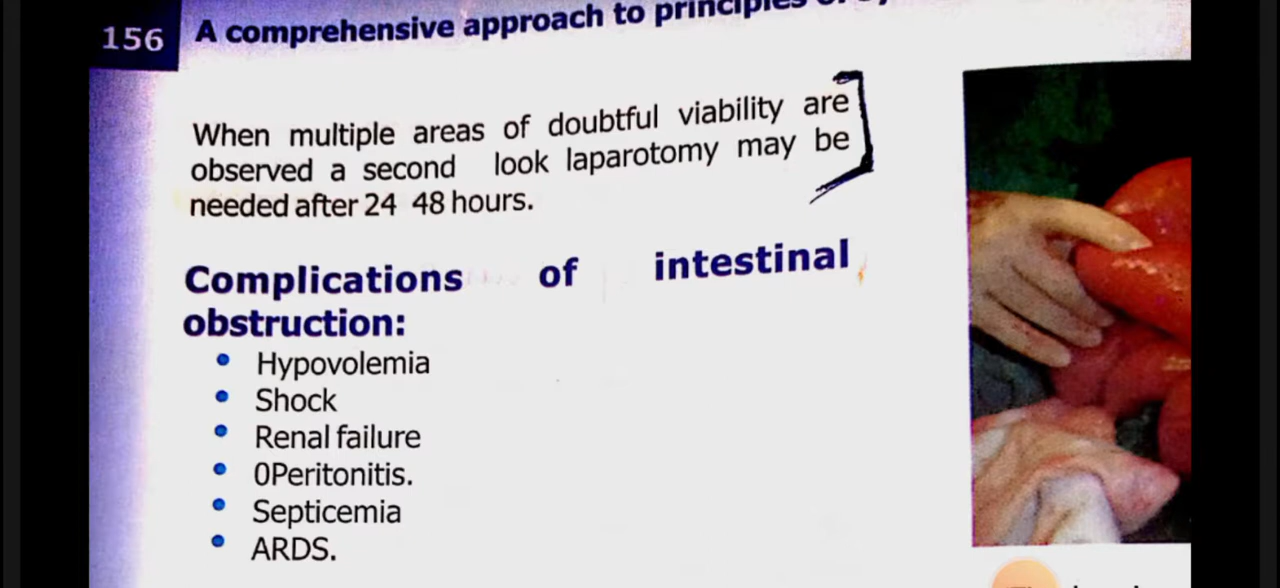 156
A comprehensive approach to principles
When multiple areas of doubtful viability are
observed a second look laparotomy may be
needed after 24 48 hours.
Complications of intestinal
obstruction:
Hypovolemia
Shock
Renal failure
0Peritonitis.
Septicemia
ARDS.